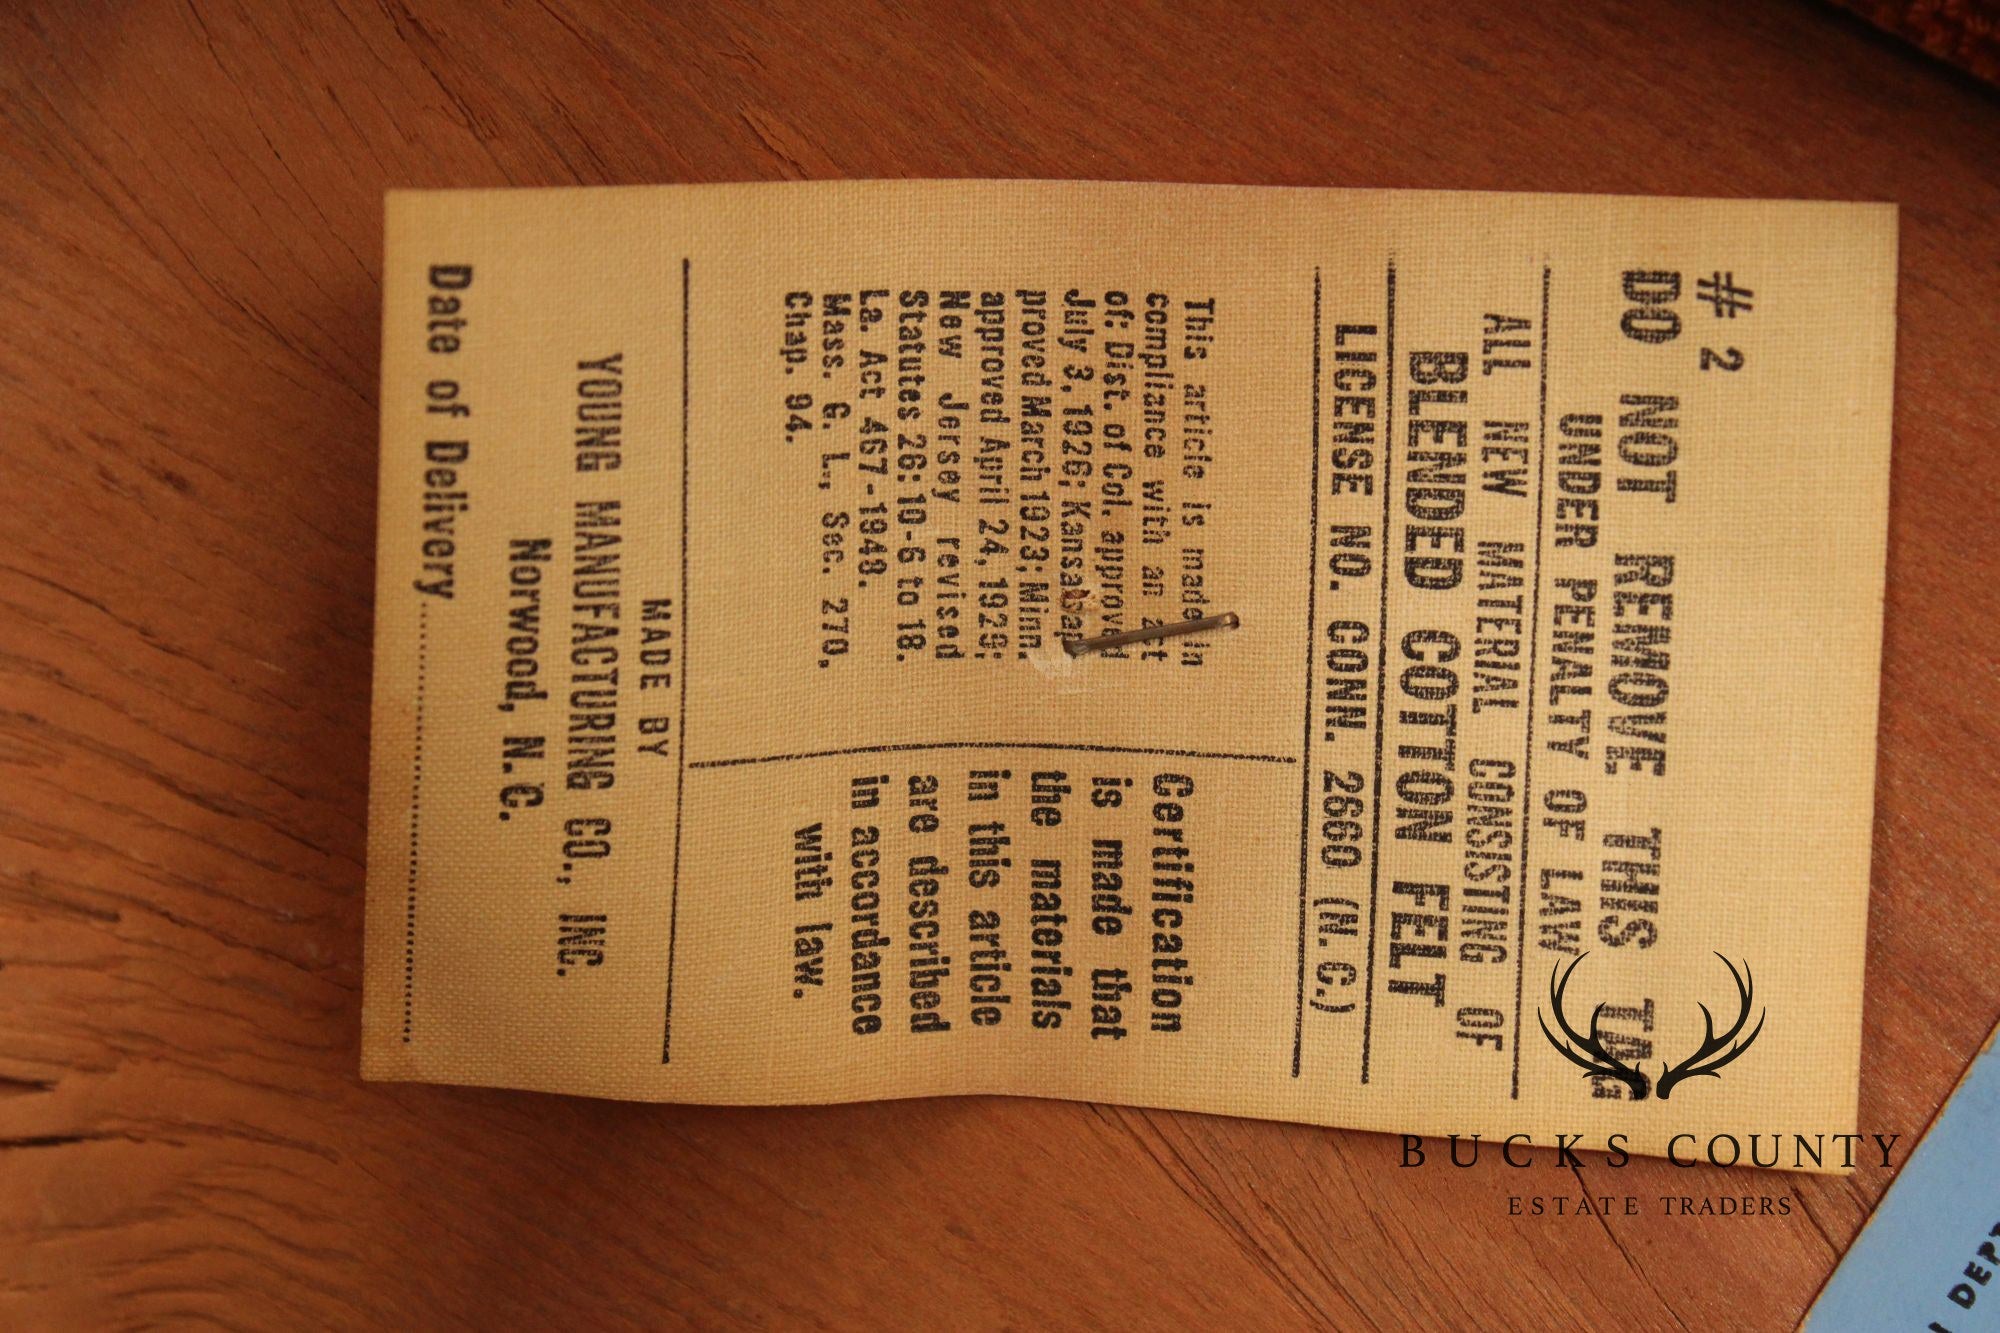 # 2
DO NOT REMOVE THIS TAG
UNDER PENALTY OF LAW
ALL NEW MATERIAL CONSISTING OF
BLENDED COTTON FELT
LICENSE NO. CONN. 2660 (N.C.)
This article is made in
compliance with an act
of: Dist. of Col. approved
July 3, 1926; Kansas ap
proved March 1923; Minn.
approved April 24, 1929;
New Jersey revised
Statutes 26:10-6 to 18.
La. Act 467-1948.
Mass. G. L., Sec. 270,
Chap. 94.
Certification
is made that
the materials
in this article
are described
in accordance
with law.
MADE BY
YOUNG MANUFACTURING CO., INC.
Norwood, N. C.
Date of Delivery
BUCKS COUNTY
ESTATE TRADERS